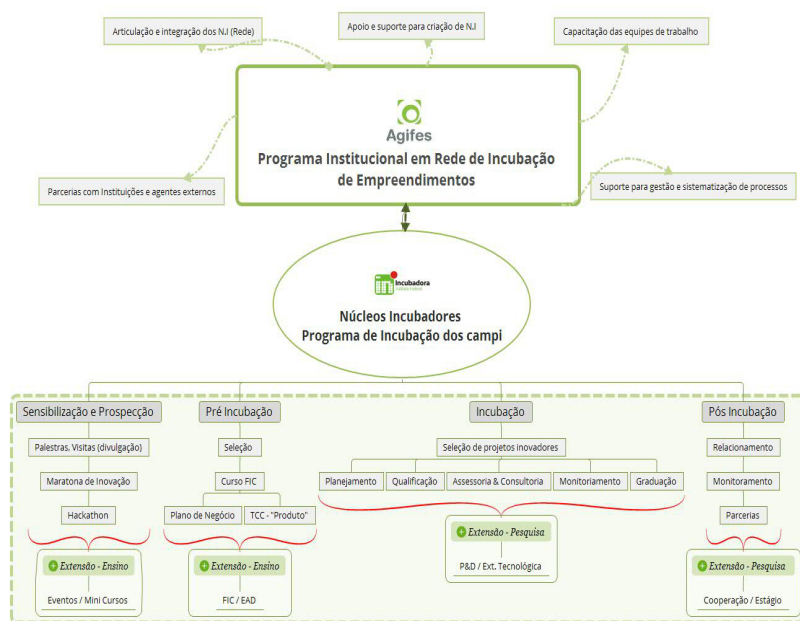 Articulação e integração dos N.I (Rede)
Apoio e suporte para criação de N.I
Capacitação das equipes de trabalho
Agifes
Programa Institucional em Rede de Incubação
de Empreendimentos
Parcerias com Instituições e agentes externos
Suporte para gestão e sistematização de processos
Incubadora
Núcleos Incubadores
Programa de Incubação dos campi
Sensibilização e Prospecção
Pré Incubação
Incubação
Pós Incubação
Palestras, Visitas (divulgação)
Seleção
Seleção de projetos inovadores
Relacionamento
Maratona de Inovação
Curso FIC
Planejamento
Qualificação
Assessoria & Consultoria
Monitoriamento
Graduação
Monitoramento
Hackathon
Plano de Negócio
TCC - "Produto"
Parcerias
Extensão - Pesquisa
P&D / Ext. Tecnológica
Extensão - Ensino
Extensão - Ensino
Extensão - Pesquisa
Eventos / Mini Cursos
FIC / EAD
Cooperação / Estágio